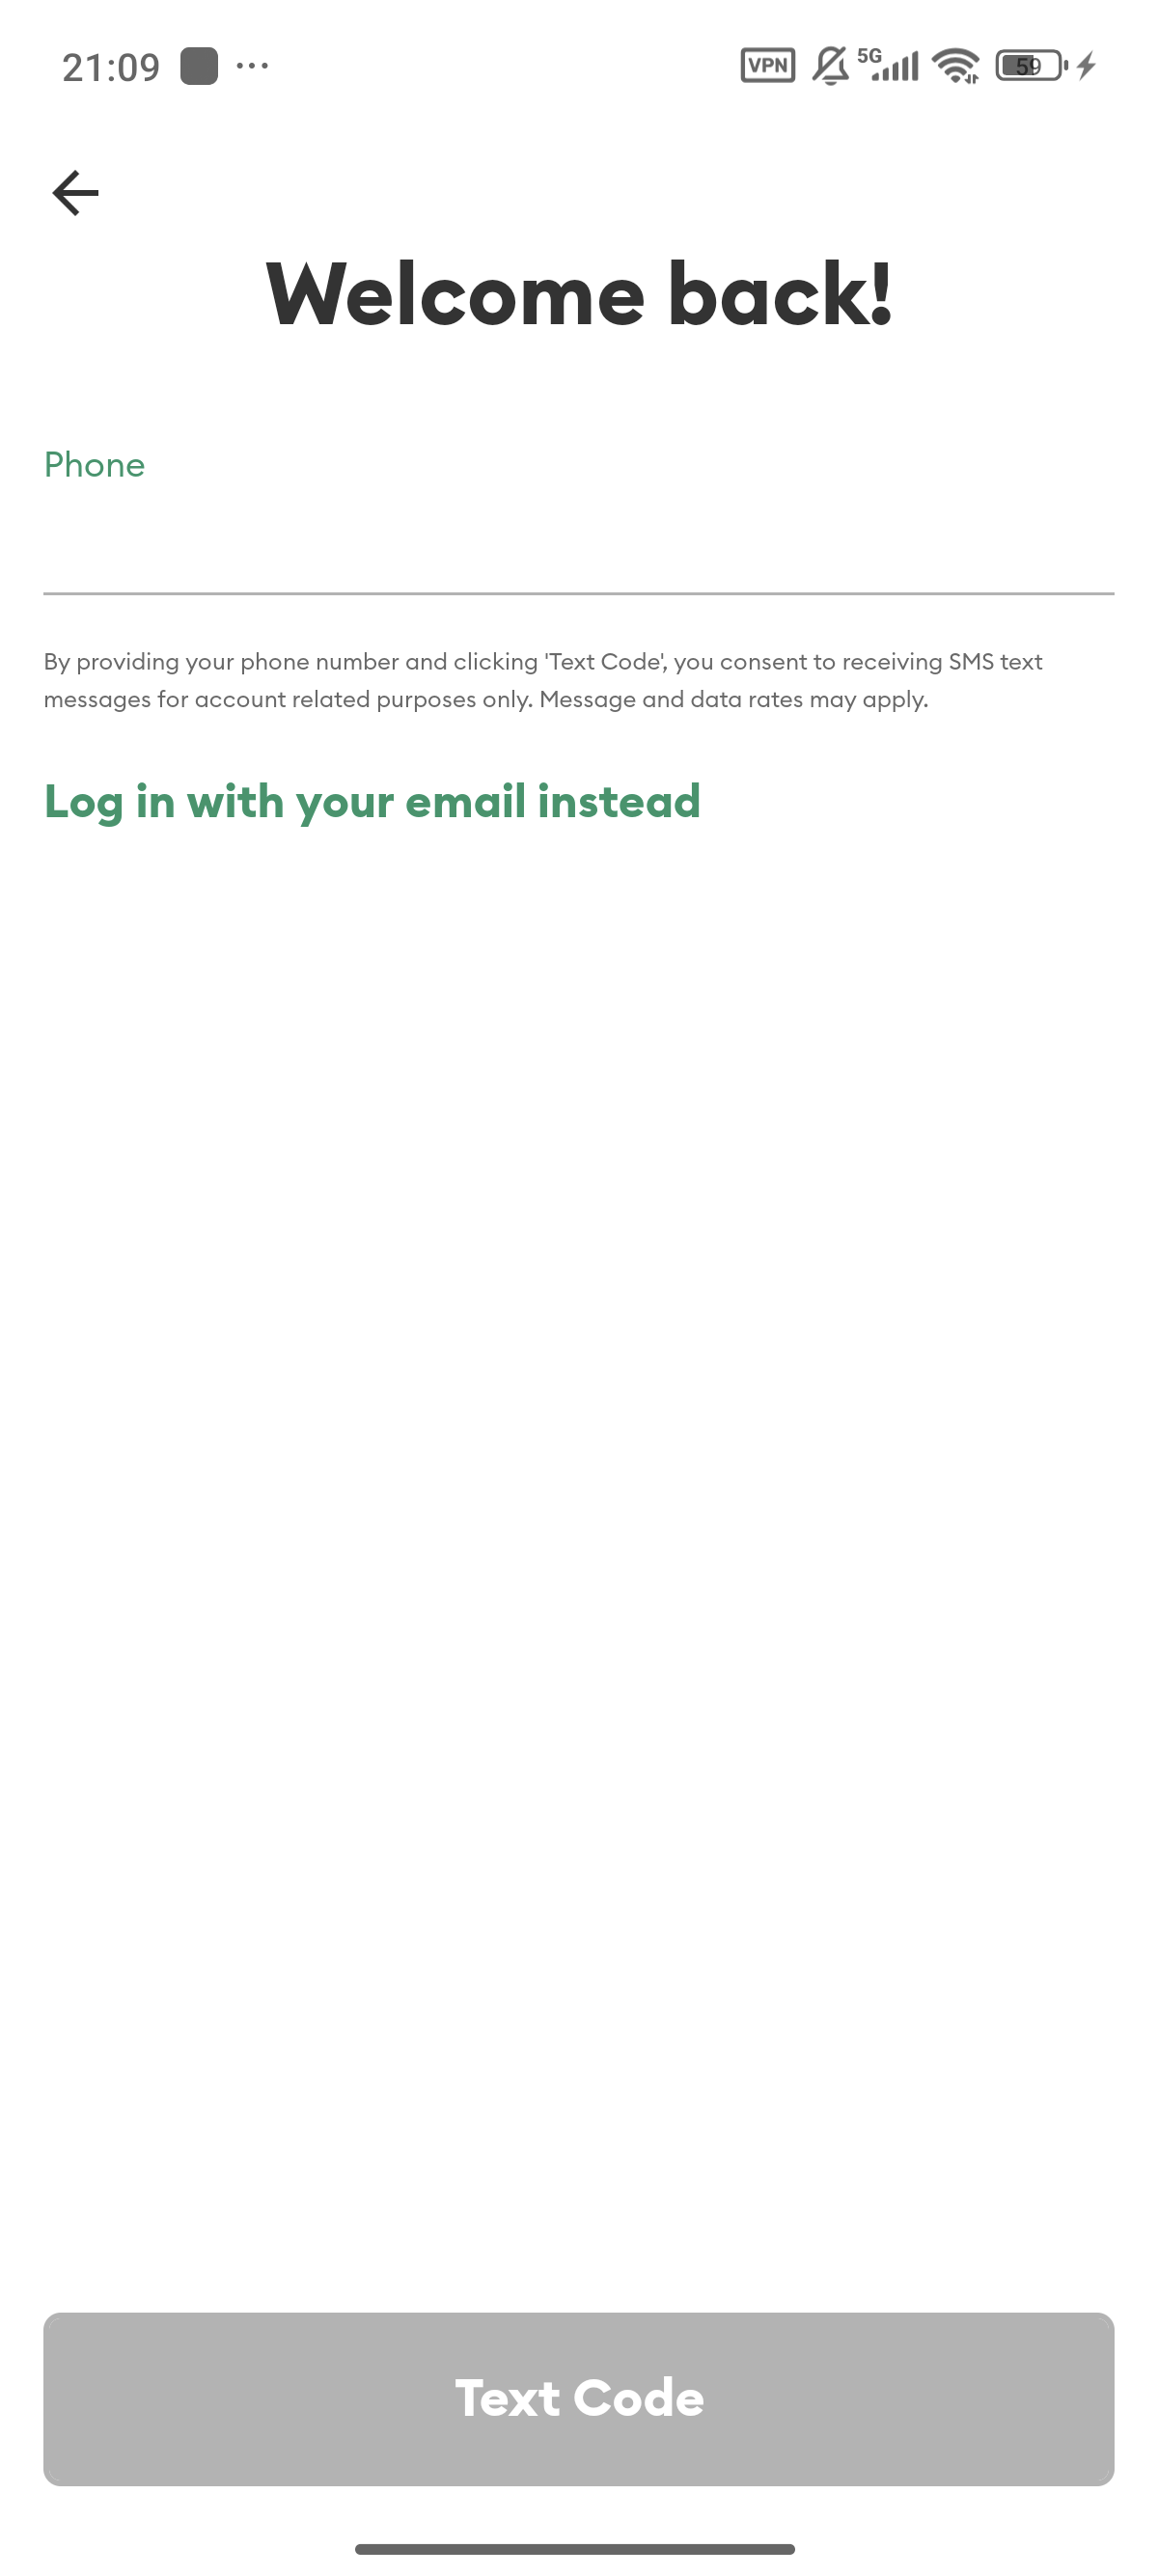 21:09 ... VPN 5G 59
Welcome back!
Phone
By providing your phone number and clicking 'Text Code', you consent to receiving SMS text
messages for account related purposes only. Message and data rates may apply.
Log in with your email instead
Text Code